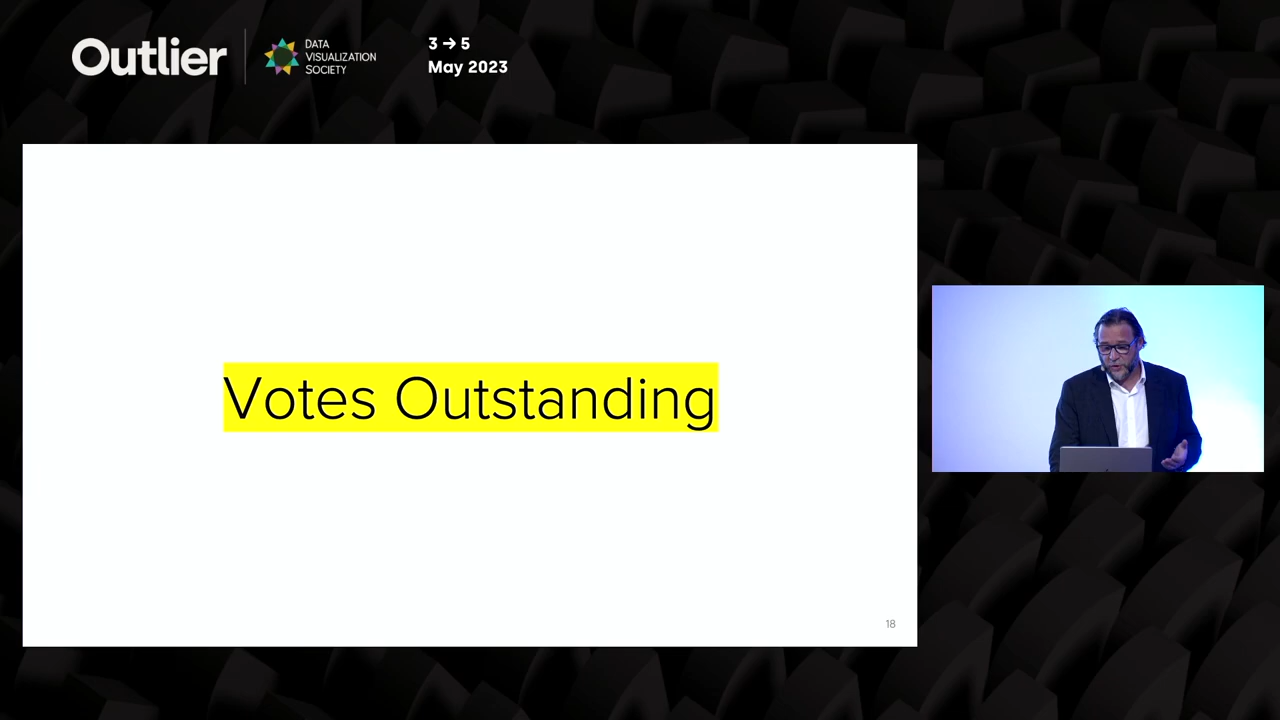 Outlier
DATA
VISUALIZATION
SOCIETY
3 → 5
May 2023
Votes Outstanding
18